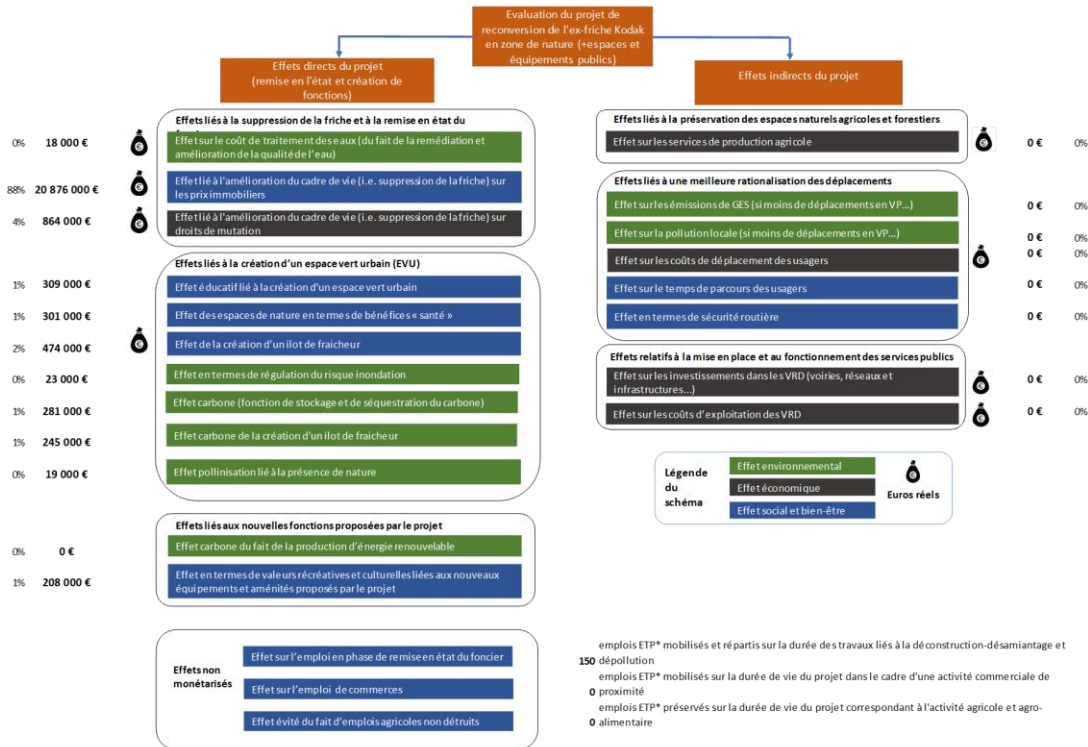 Evaluation du projet de
reconversion de l'ex-friche Kodak
en zone de nature (+espaces et
équipements publics)
Effets directs du projet
(remise en l'état et création de
fonctions)
Effets indirects du projet
Effets liés à la suppression de la friche et à la remise en état du
0% 18 000 €
Effet sur le coût de traitement des eaux (du fait de la remédiation et
amélioration de la qualité de l'eau)
88% 20 876 000 €
Effet lié à l'amélioration du cadre de vie (i.e. suppression de la friche) sur
les prix immobiliers
4% 864 000 €
Effet lié à l'amélioration du cadre de vie (i.e. suppression de la friche) sur
droits de mutation
Effets liés à la création d'un espace vert urbain (EVU)
1% 309 000 € Effet éducatif lié à la création d'un espace vert urbain
1% 301 000 € Effet des espaces de nature en termes de bénéfices « santé »
2% 474 000 € Effet de la création d'un ilot de fraicheur
0% 23 000 € Effet en termes de régulation du risque inondation
1% 281 000 € Effet carbone (fonction de stockage et de séquestration du carbone)
1% 245 000 € Effet carbone de la création d'un ilot de fraicheur
0% 19 000 € Effet pollinisation lié à la présence de nature
Effets liés aux nouvelles fonctions proposées par le projet
0% 0 € Effet carbone du fait de la production d'énergie renouvelable
1% 208 000 €
Effet en termes de valeurs récréatives et culturelles liées aux nouveaux
équipements et aménités proposés par le projet
Effets non
monétarisés
Effet sur l'emploi en phase de remise en état du foncier
Effet sur l'emploi de commerces
Effet évité du fait d'emplois agricoles non détruits
Effets liés à la préservation des espaces naturels agricoles et forestiers
Effet sur les services de production agricole € 0 € 0%
Effets liés à une meilleure rationalisation des déplacements
Effet sur les émissions de GES (si moins de déplacements en VP...) 0 € 0%
Effet sur la pollution locale (si moins de déplacements en VP...) 0 € 0%
Effet sur les coûts de déplacement des usagers € 0 € 0%
Effet sur le temps de parcours des usagers 0 € 0%
Effet en termes de sécurité routière 0 € 0%
Effets relatifs à la mise en place et au fonctionnement des services publics
Effet sur les investissements dans les VRD (voiries, réseaux et
infrastructures...) € 0 € 0%
Effet sur les coûts d'exploitation des VRD € 0 € 0%
Légende
du
schéma
Effet environnemental
Effet économique
Effet social et bien-être
€
Euros réels
emplois ETP* mobilisés et répartis sur la durée des travaux liés à la déconstruction-désamiantage et
150 dépollution
emplois ETP* mobilisés sur la durée de vie du projet dans le cadre d'une activité commerciale de
0 proximité
emplois ETP* préservés sur la durée de vie du projet correspondant à l'activité agricole et agro-
0 alimentaire